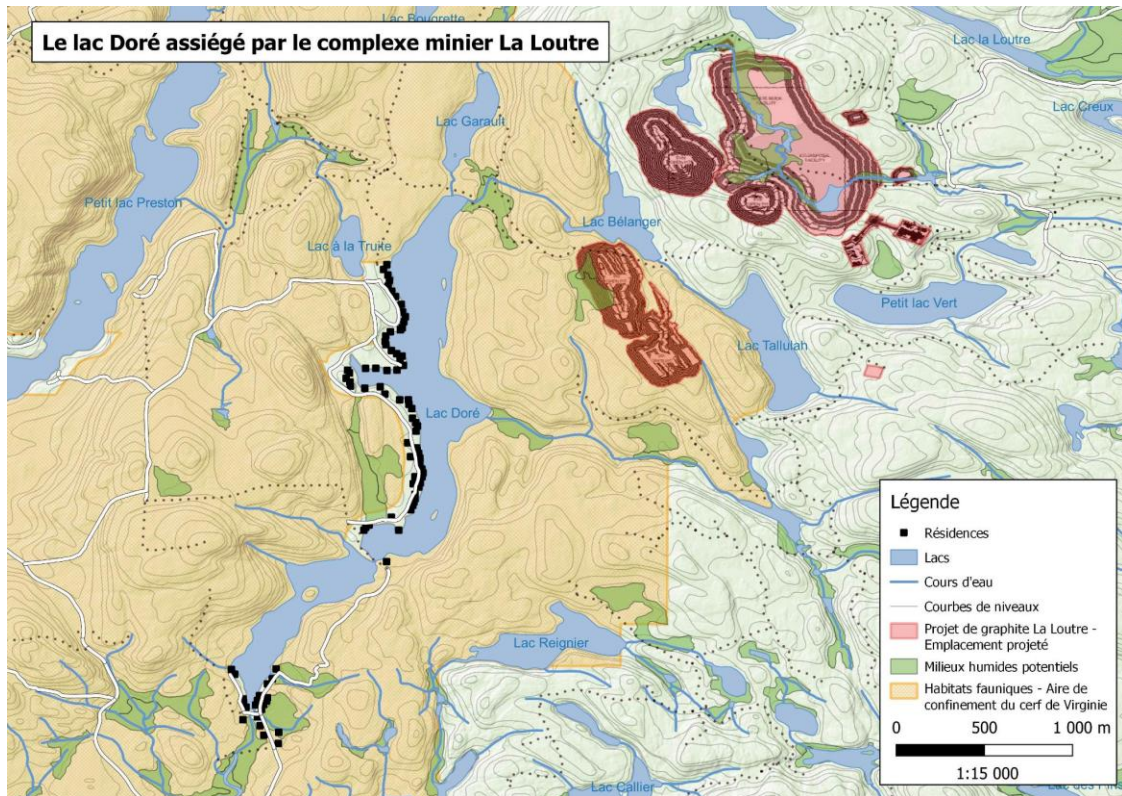 Lac Bourgette
Le lac Doré assiégé par le complexe minier La Loutre
Lac la Loutre
Lac Creux
Lac Garault
Petit lac Preston
Lac à la Truite
Lac Bélanger
Petit lac Vert
Lac Tallulah
Lac Doré
Lac Reignier
Lac Callier
Lac des Pins
Légende
Résidences
Lacs
Cours d'eau
Courbes de niveaux
Projet de graphite La Loutre -
Emplacement projeté
Milieux humides potentiels
Habitats fauniques - Aire de
confinement du cerf de Virginie
0 500 1 000 m
1:15 000